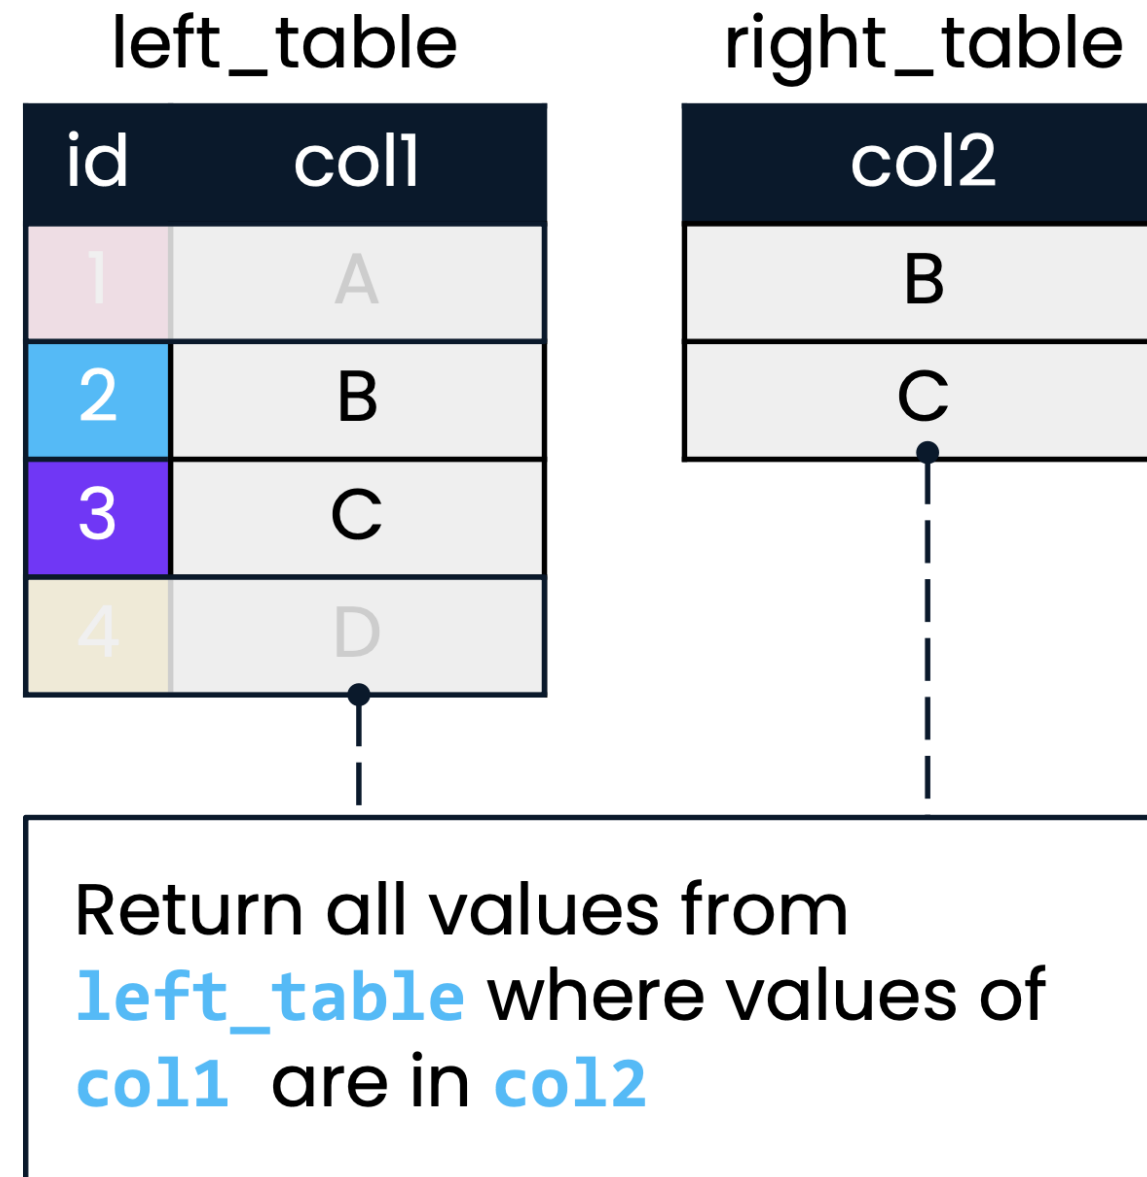 left_table
right_table
id col1
col2
1 A
B
2 B
C
3 C
4 D
Return all values from
left_table where values of
col1 are in col2